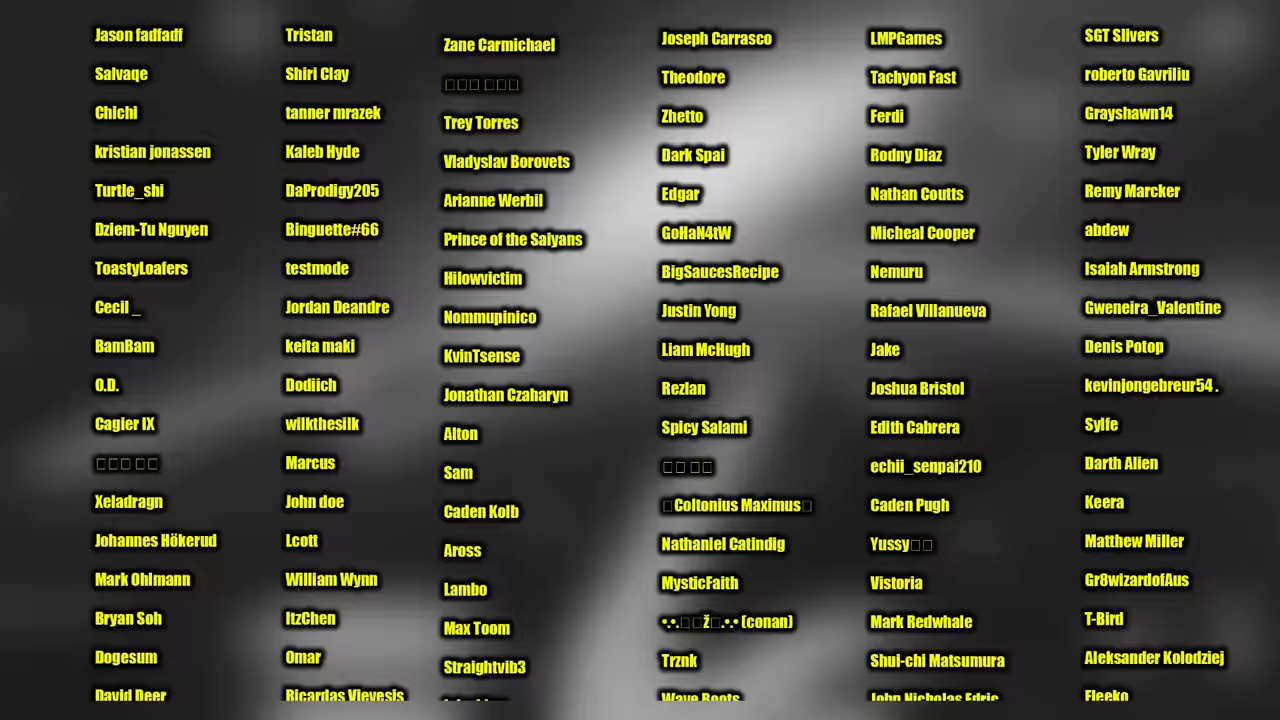 Jason fadfadf
Salvaqe
Chichi
kristian jonassen
Turtle_shi
Dziem-Tu Nguyen
ToastyLoafers
Cecil _
BamBam
O.D.
Cagier IX
Xeladragn
Johannes Hökerud
Mark Ohlmann
Bryan Soh
Dogesum
David Deer
Tristan
Shiri Clay
tanner mrazek
Kaleb Hyde
DaProdigy205
Binguette#66
testmode
Jordan Deandre
keita maki
Dodiich
wilkthesilk
Marcus
John doe
Lcott
William Wynn
ItzChen
Omar
Ricardas Vievesis
Zane Carmichael
Trey Torres
Vladyslav Borovets
Arianne Werbil
Prince of the Saiyans
Hilowvictim
Nommupinico
KvinTsense
Jonathan Czaharyn
Alton
Sam
Caden Kolb
Aross
Lambo
Max Toom
Straightvib3
Joseph Carrasco
Theodore
Zhetto
Dark Spai
Edgar
GoHaN4tW
BigSaucesRecipe
Justin Yong
Liam McHugh
Rezlan
Spicy Salami
Coltonius Maximus
Nathaniel Catindig
MysticFaith
•.•.□□ž□.•.• (conan)
Trznk
Wave Boots
LMPGames
Tachyon Fast
Ferdi
Rodny Diaz
Nathan Coutts
Micheal Cooper
Nemuru
Rafael Villanueva
Jake
Joshua Bristol
Edith Cabrera
echii_senpai210
Caden Pugh
Yussy
Vistoria
Mark Redwhale
Shui-chi Matsumura
John Nicholas Edric
SGT Slivers
roberto Gavriliu
Grayshawn14
Tyler Wray
Remy Marcker
abdew
Isaiah Armstrong
Gweneira_Valentine
Denis Potop
kevinjongebreur54 .
Sylfe
Darth Alien
Keera
Matthew Miller
Gr8wizardofAus
T-Bird
Aleksander Kolodziej
Fleeko